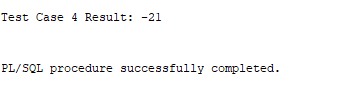 Test Case 4 Result: -21
PL/SQL procedure successfully completed.